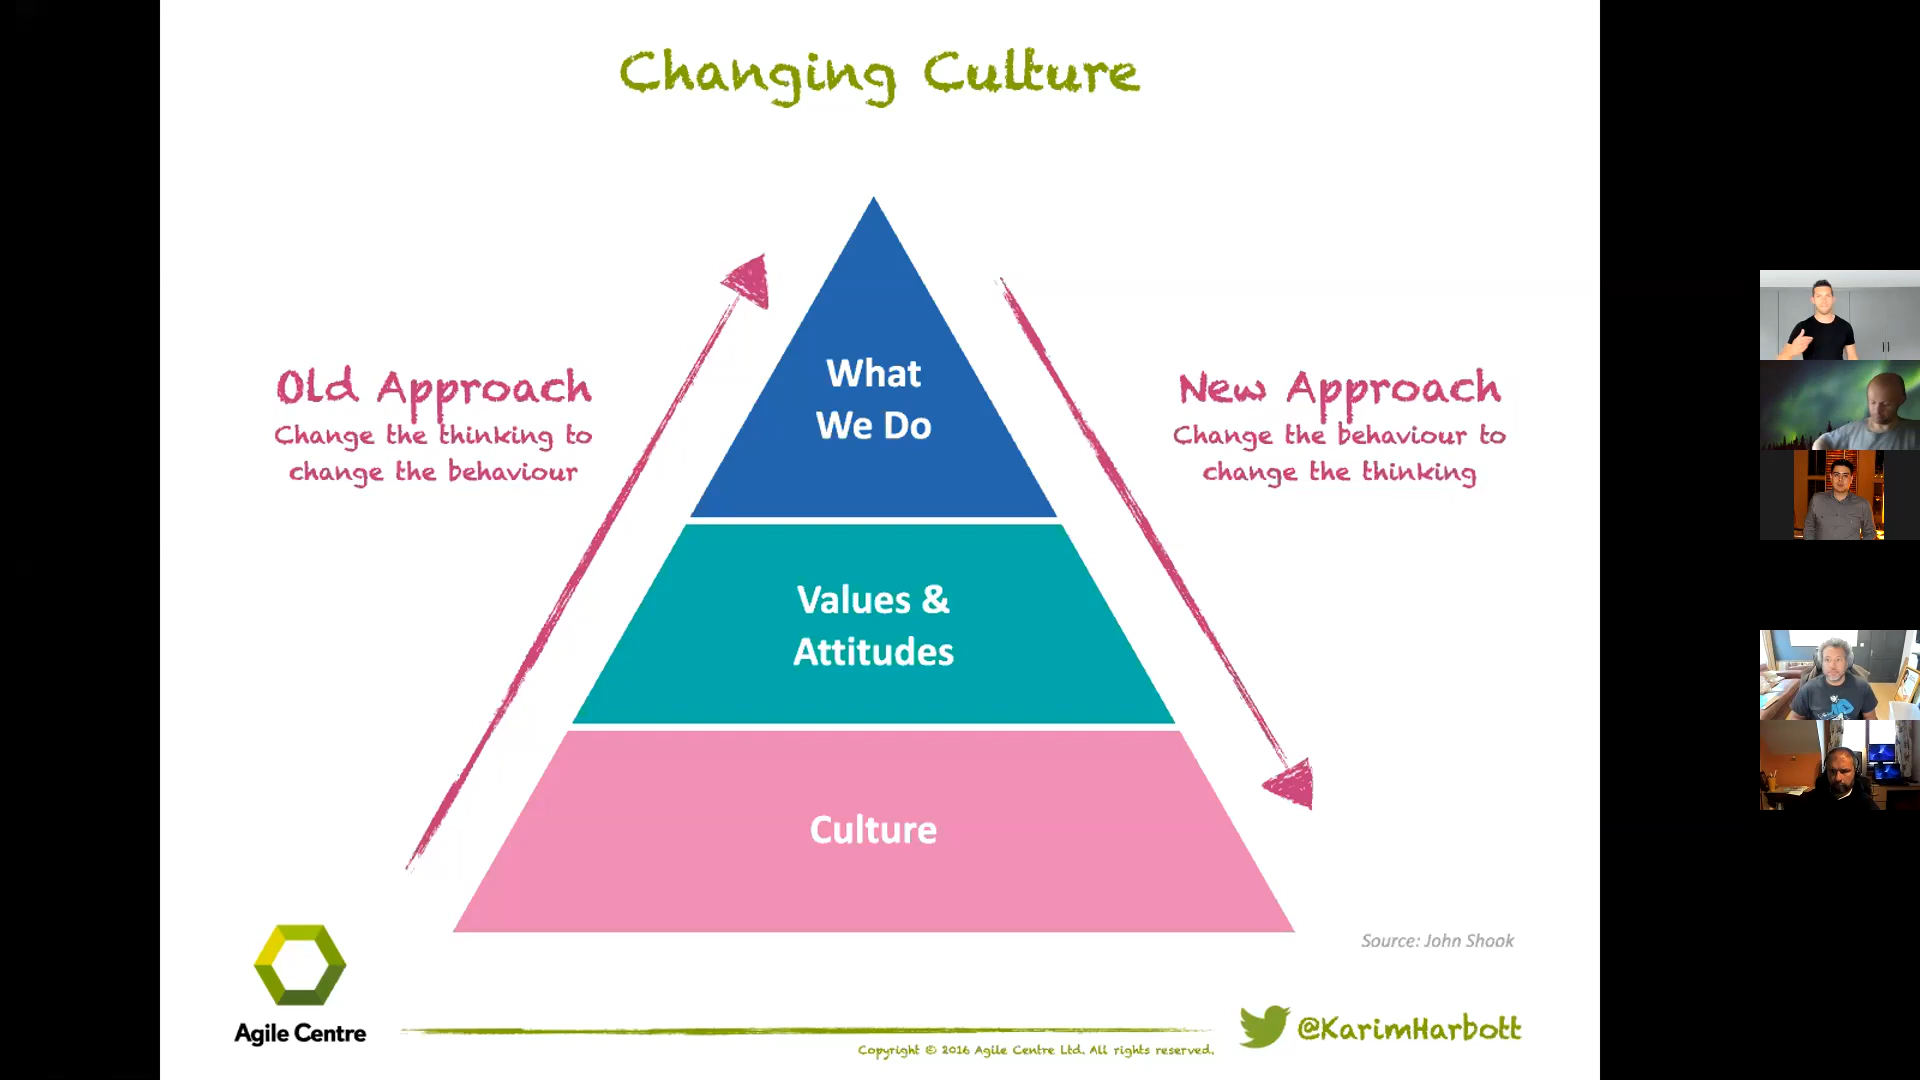 Changing Culture
Old Approach
Change the thinking to
change the behaviour
What
We Do
New Approach
Change the behaviour to
change the thinking
Values &
Attitudes
Culture
Source: John Shook
Agile Centre
@KarimHarbott
Copyright © 2016 Agile Centre Ltd. All rights reserved.